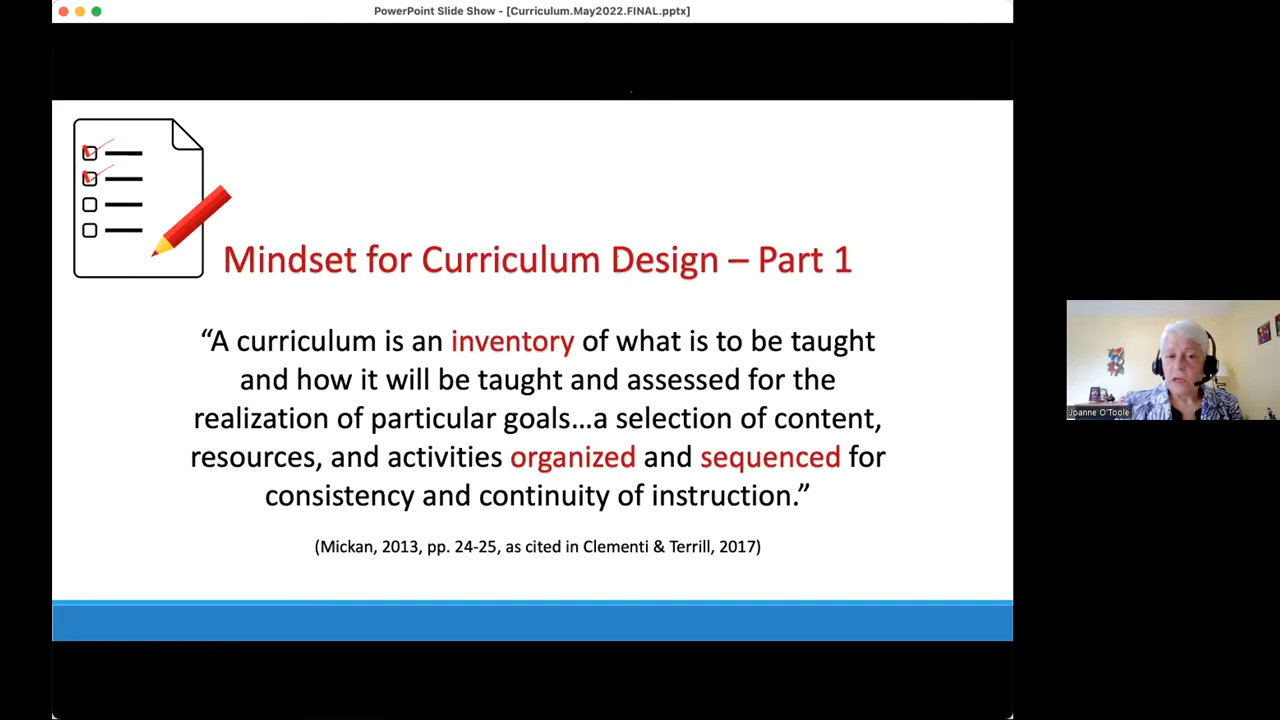 PowerPoint Slide Show - [Curriculum.May2022.FINAL.pptx]
Mindset for Curriculum Design – Part 1
“A curriculum is an inventory of what is to be taught
and how it will be taught and assessed for the
realization of particular goals…a selection of content,
resources, and activities organized and sequenced for
consistency and continuity of instruction.”
(Mickan, 2013, pp. 24-25, as cited in Clementi & Terrill, 2017)
Joanne O'Toole